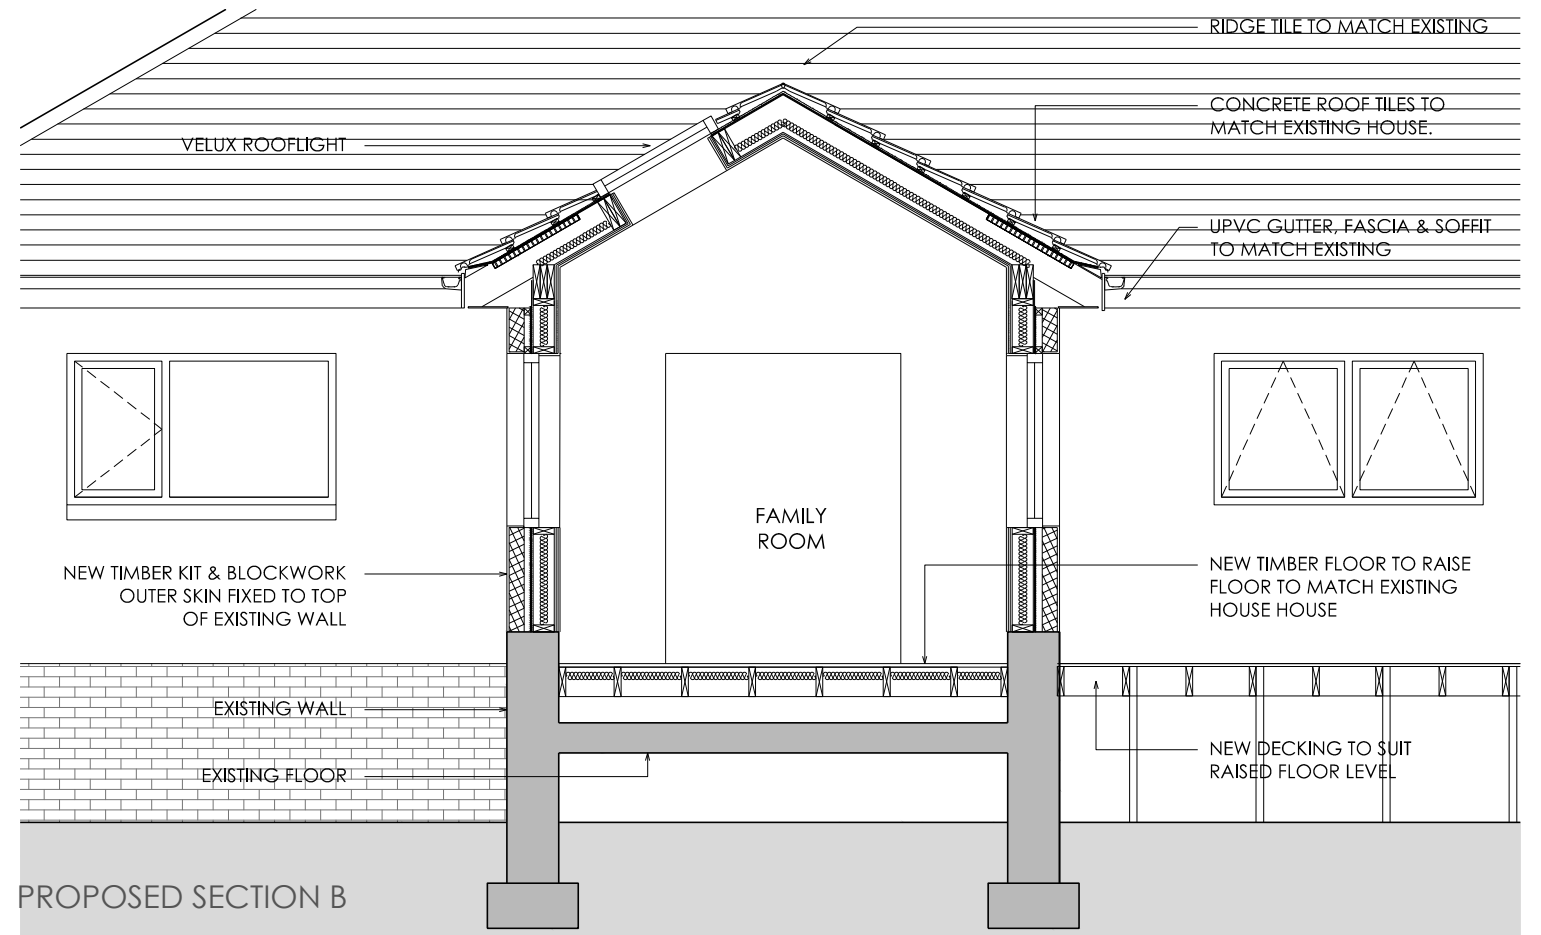 RIDGE TILE TO MATCH EXISTING
CONCRETE ROOF TILES TO
MATCH EXISTING HOUSE.
VELUX ROOFLIGHT
UPVC GUTTER, FASCIA & SOFFIT
TO MATCH EXISTING
FAMILY
ROOM
NEW TIMBER KIT & BLOCKWORK
OUTER SKIN FIXED TO TOP
OF EXISTING WALL
NEW TIMBER FLOOR TO RAISE
FLOOR TO MATCH EXISTING
HOUSE HOUSE
EXISTING WALL
EXISTING FLOOR
NEW DECKING TO SUIT
RAISED FLOOR LEVEL
PROPOSED SECTION B